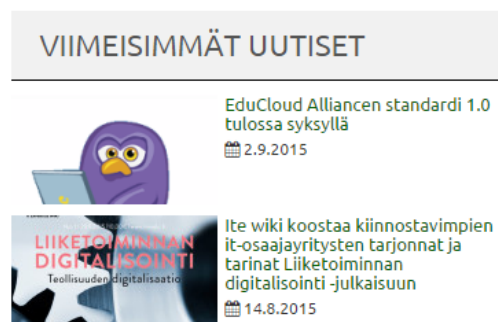 VIIMEISIMMÄT UUTISET
EduCloud Alliancen standardi 1.0
tulossa syksyllä
2.9.2015
Ite wiki koostaa kiinnostavimpien
it-osaajayritysten tarjonnat ja
tarinat Liiketoiminnan
digitalisointi -julkaisuun
14.8.2015
LIIKETOIMINNAN
DIGITALISOINTI
Teollisuuden digitalisaatio